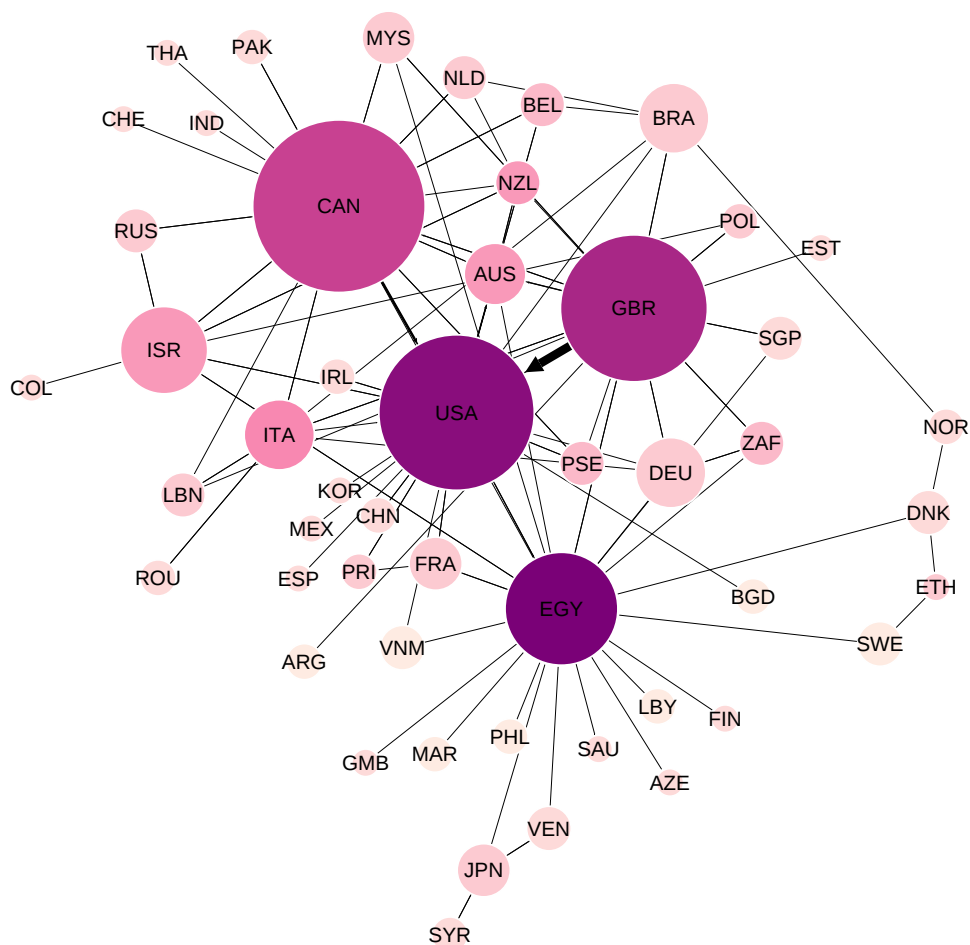 MYS
THA
PAK
NLD
BEL
CHE
IND
BRA
NZL
CAN
POL
RUS
EST
AUS
GBR
SGP
ISR
IRL
COL
USA
NOR
ITA
ZAF
PSE
DEU
KOR
LBN
CHN
DNK
MEX
FRA
ESP
PRI
ROU
ETH
BGD
EGY
VNM
SWE
ARG
LBY
FIN
PHL
SAU
MAR
GMB
AZE
VEN
JPN
SYR